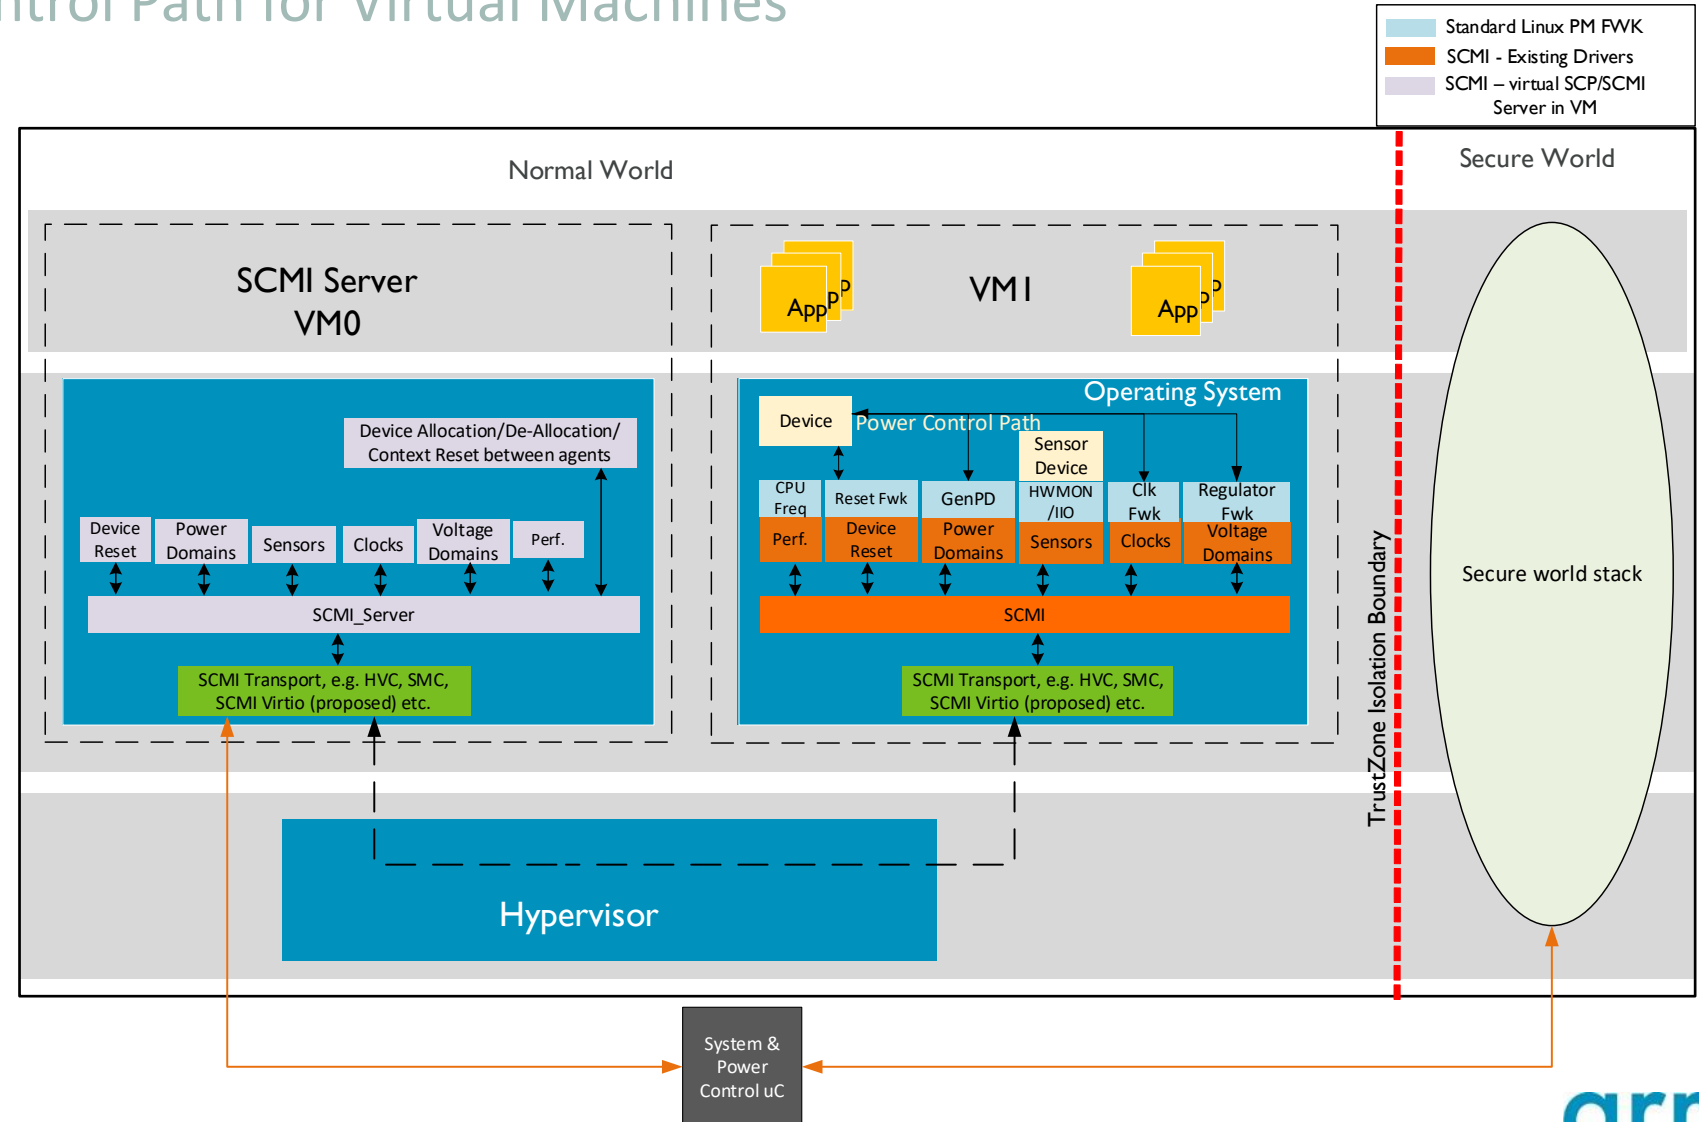 ntrol Path for Virtual Machines
Standard Linux PM FWK
SCMI - Existing Drivers
SCMI – virtual SCP/SCMI
Server in VM
Normal World
Secure World
SCMI Server
VM0
App
P
P
VM1
App
P
P
Operating System
Device Allocation/De-Allocation/
Context Reset between agents
Device
Power Control Path
Sensor
Device
CPU
Freq
Reset Fwk
GenPD
HWMON
/IIO
Clk
Fwk
Regulator
Fwk
Device
Reset
Power
Domains
Sensors
Clocks
Voltage
Domains
Perf.
Perf.
Device
Reset
Power
Domains
Sensors
Clocks
Voltage
Domains
SCMI_Server
SCMI
SCMI Transport, e.g. HVC, SMC,
SCMI Virtio (proposed) etc.
SCMI Transport, e.g. HVC, SMC,
SCMI Virtio (proposed) etc.
TrustZone Isolation Boundary
Secure world stack
Hypervisor
System &
Power
Control uC